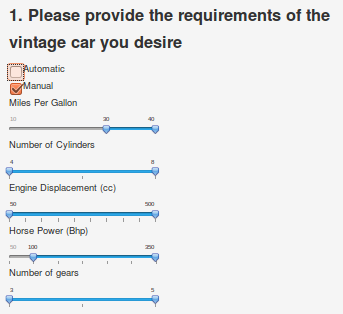 1. Please provide the requirements of the
vintage car you desire
Automatic
Manual
Miles Per Gallon
10 30 40
Number of Cylinders
4 8
Engine Displacement (cc)
50 500
Horse Power (Bhp)
50 100 350
Number of gears
3 5